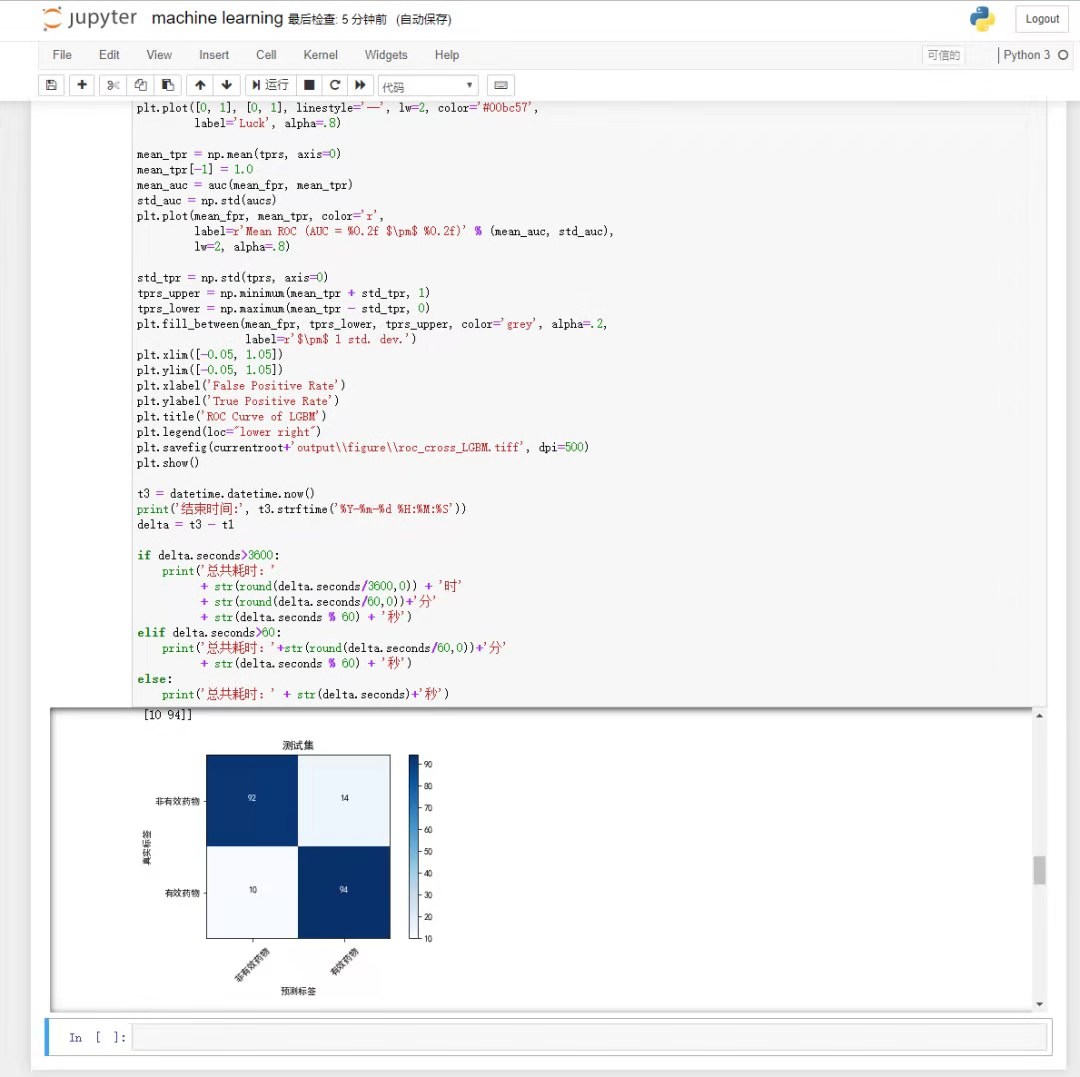 jupyter machine learning 最后检查: 5 分钟前 (自动保存)
Logout
File Edit View Insert Cell Kernel Widgets Help
可信的 Python 3
运行 代码
plt.plot([0, 1], [0, 1], linestyle='—', lw=2, color='#00bc57',
label='Luck', alpha=.8)
mean_tpr = np.mean(tprs, axis=0)
mean_tpr[-1] = 1.0
mean_auc = auc(mean_fpr, mean_tpr)
std_auc = np.std(aucs)
plt.plot(mean_fpr, mean_tpr, color='r',
label=r'Mean ROC (AUC = %0.2f $\pm$ %0.2f)' % (mean_auc, std_auc),
lw=2, alpha=.8)
std_tpr = np.std(tprs, axis=0)
tprs_upper = np.minimum(mean_tpr + std_tpr, 1)
tprs_lower = np.maximum(mean_tpr - std_tpr, 0)
plt.fill_between(mean_fpr, tprs_lower, tprs_upper, color='grey', alpha=.2,
label=r'$\pm$ 1 std. dev.')
plt.xlim([-0.05, 1.05])
plt.ylim([-0.05, 1.05])
plt.xlabel('False Positive Rate')
plt.ylabel('True Positive Rate')
plt.title('ROC Curve of LGBM')
plt.legend(loc="lower right")
plt.savefig(currentroot+'output\\figure\\roc_cross_LGBM.tiff', dpi=500)
plt.show()
t3 = datetime.datetime.now()
print('结束时间:', t3.strftime('%Y-%m-%d %H:%M:%S'))
delta = t3 - t1
if delta.seconds>3600:
print('总共耗时: '
+ str(round(delta.seconds/3600,0)) + '时'
+ str(round(delta.seconds/60,0))+'分'
+ str(delta.seconds % 60) + '秒')
elif delta.seconds>60:
print('总共耗时: '+str(round(delta.seconds/60,0))+'分'
+ str(delta.seconds % 60) + '秒')
else:
print('总共耗时: ' + str(delta.seconds)+'秒')
[10 94]]
测试集
非有效药物 92 14
有效药物 10 94
真实标签
非有效药物 有效药物
预测标签
90
80
70
60
50
40
30
20
10
In [ ]: